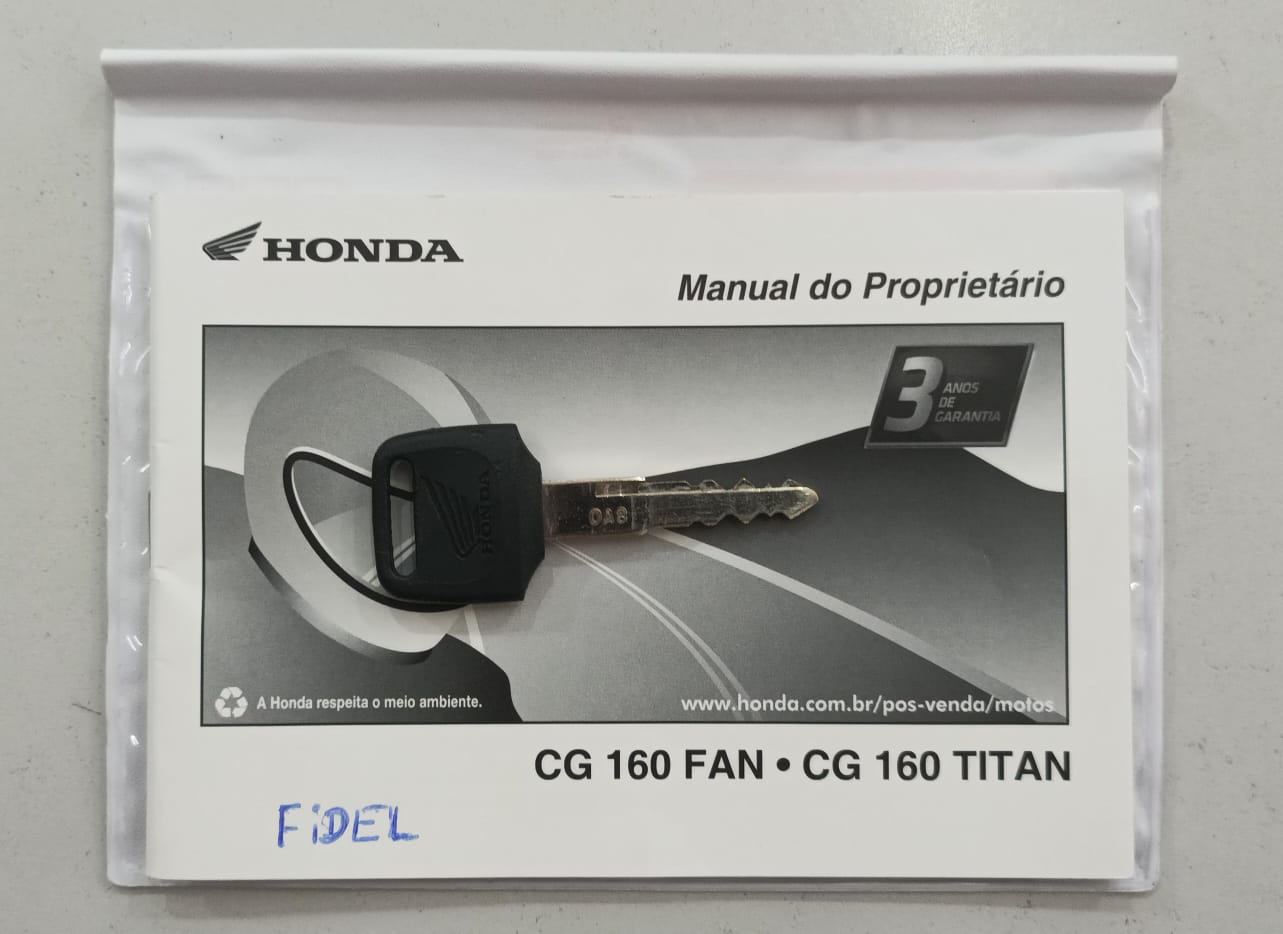 HONDA
Manual do Proprietário
3 ANOS
DE
GARANTIA
HONDA
A Honda respeita o meio ambiente.
www.honda.com.br/pos-venda/motos
CG 160 FAN • CG 160 TITAN
FiDEL